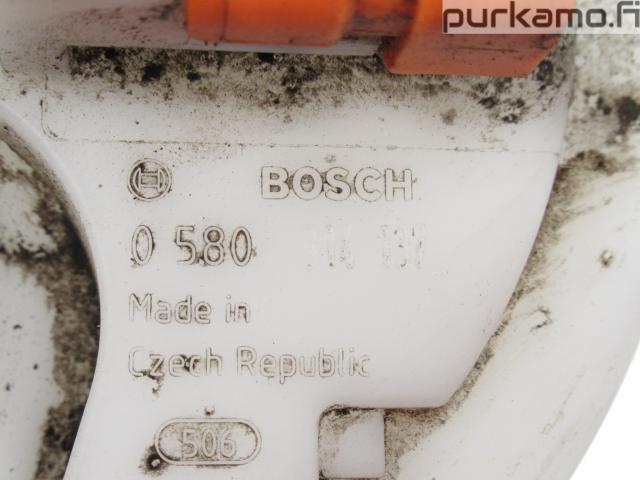 purkamo.fi
BOSCH
0 580
Made in
Czech Republic
506